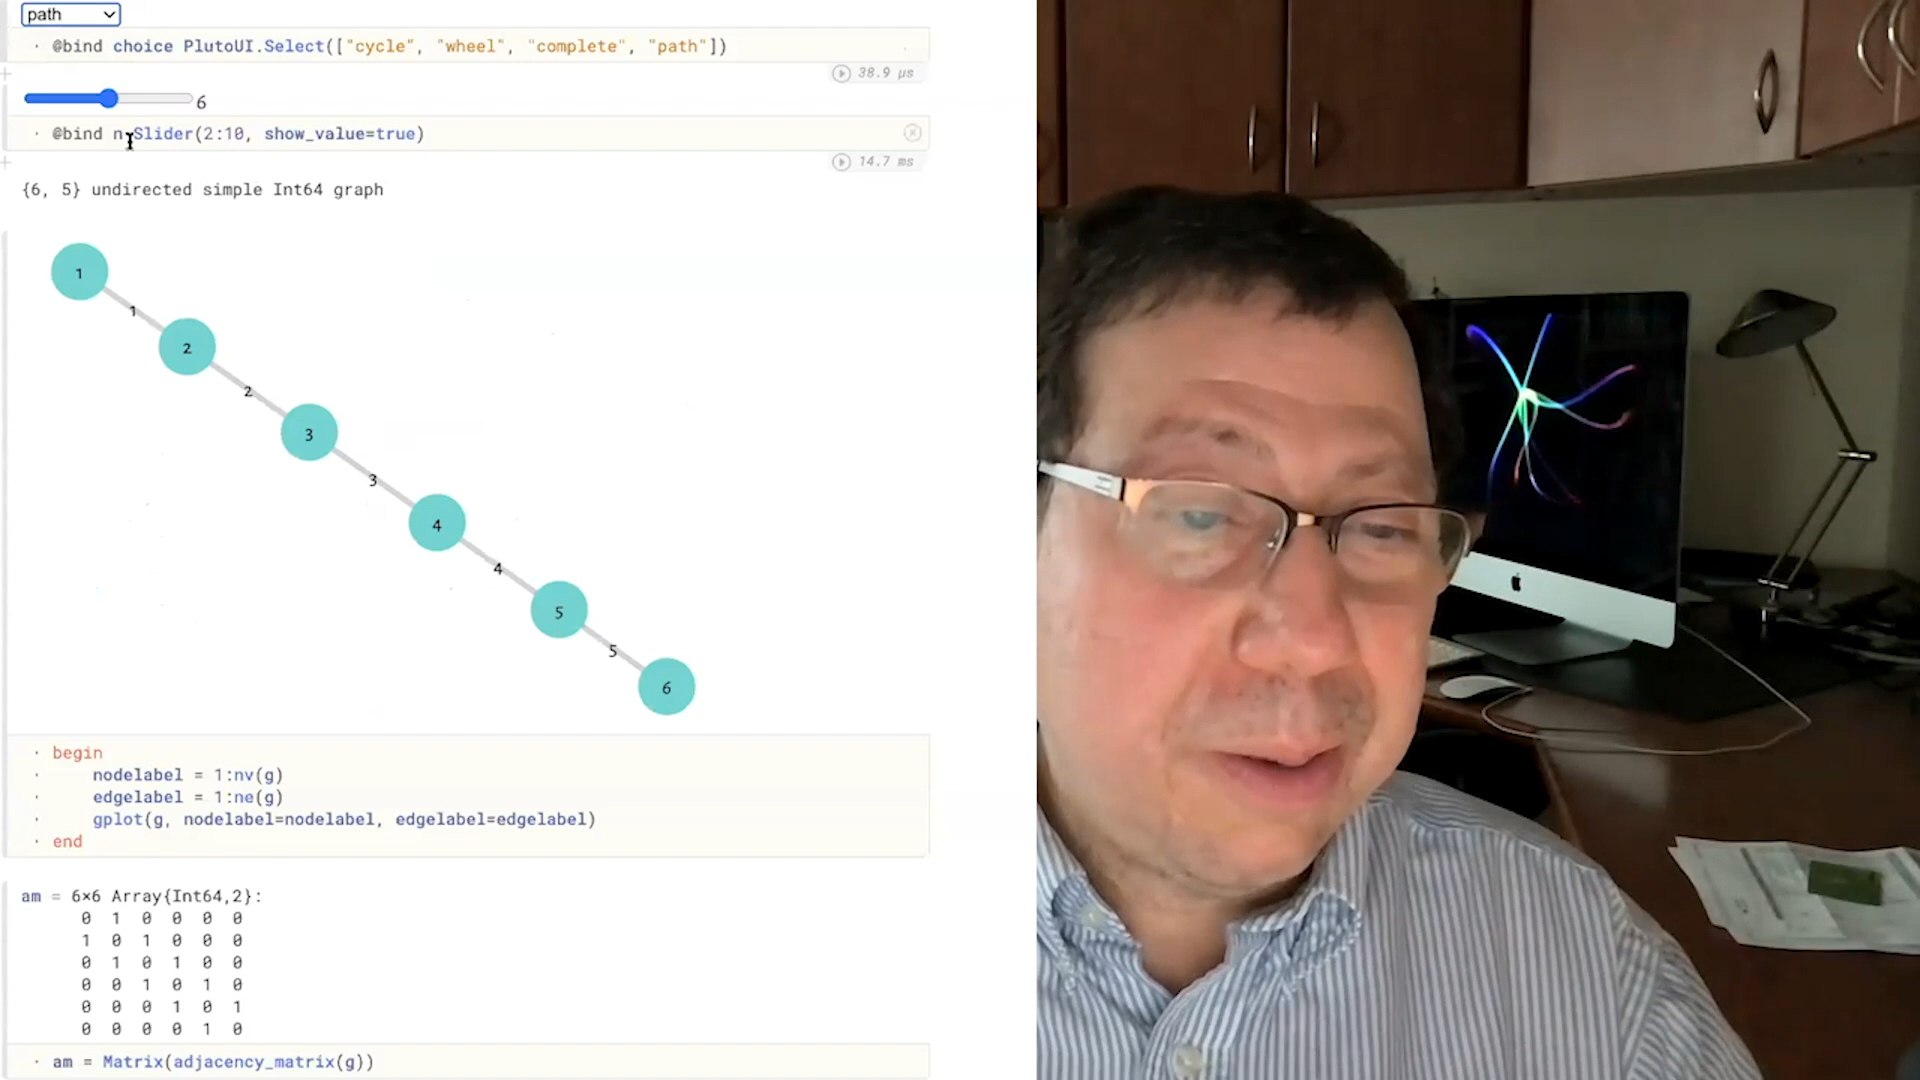 path
@bind choice PlutoUI.Select(["cycle", "wheel", "complete", "path"])
38.9 μs
6
@bind n Slider(2:10, show_value=true)
14.7 ms
{6, 5} undirected simple Int64 graph
1
1
2
2
3
3
4
4
5
5
6
begin
nodelabel = 1:nv(g)
edgelabel = 1:ne(g)
gplot(g, nodelabel=nodelabel, edgelabel=edgelabel)
end
am = 6×6 Array{Int64,2}:
0 1 0 0 0 0
1 0 1 0 0 0
0 1 0 1 0 0
0 0 1 0 1 0
0 0 0 1 0 1
0 0 0 0 1 0
am = Matrix(adjacency_matrix(g))